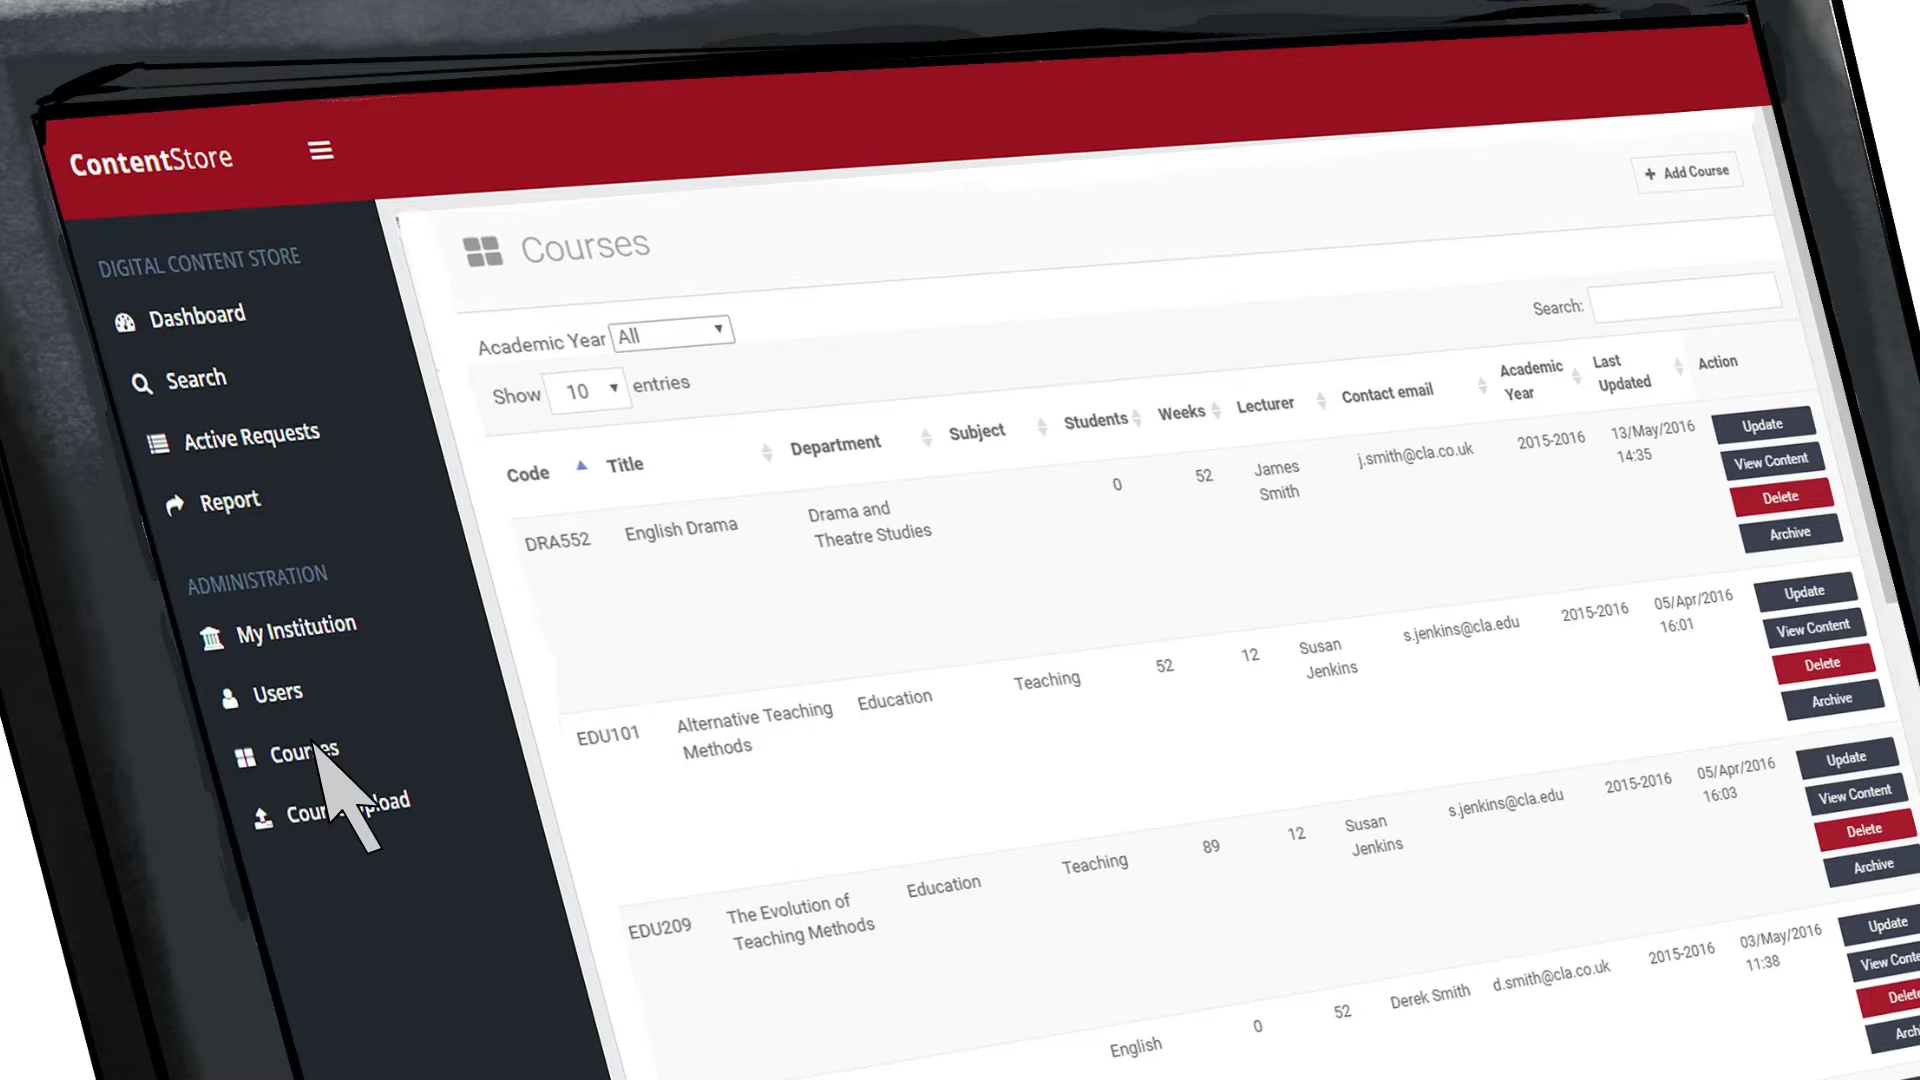 ContentStore
DIGITAL CONTENT STORE
Dashboard
Search
Active Requests
Report
ADMINISTRATION
My Institution
Users
Courses
Courses
+ Add Course
Academic Year All
Search:
Show 10 entries
Code Title Department Subject Students Weeks Lecturer Contact email Academic Year Last Updated Action
DRA552 English Drama Drama and Theatre Studies 0 52 James Smith j.smith@cla.co.uk 2015-2016 13/May/2016 14:35
Update
View Content
Delete
Archive
EDU101 Alternative Teaching Methods Education Teaching 52 12 Susan Jenkins s.jenkins@cla.edu 2015-2016 05/Apr/2016 16:01
Update
View Content
Delete
Archive
EDU209 The Evolution of Teaching Methods Education Teaching 89 12 Susan Jenkins s.jenkins@cla.edu 2015-2016 05/Apr/2016 16:03
Update
View Content
Delete
Archive
English 0 52 Derek Smith d.smith@cla.co.uk 2015-2016 03/May/2016 11:38
Update
View Conte
Delete
Arch